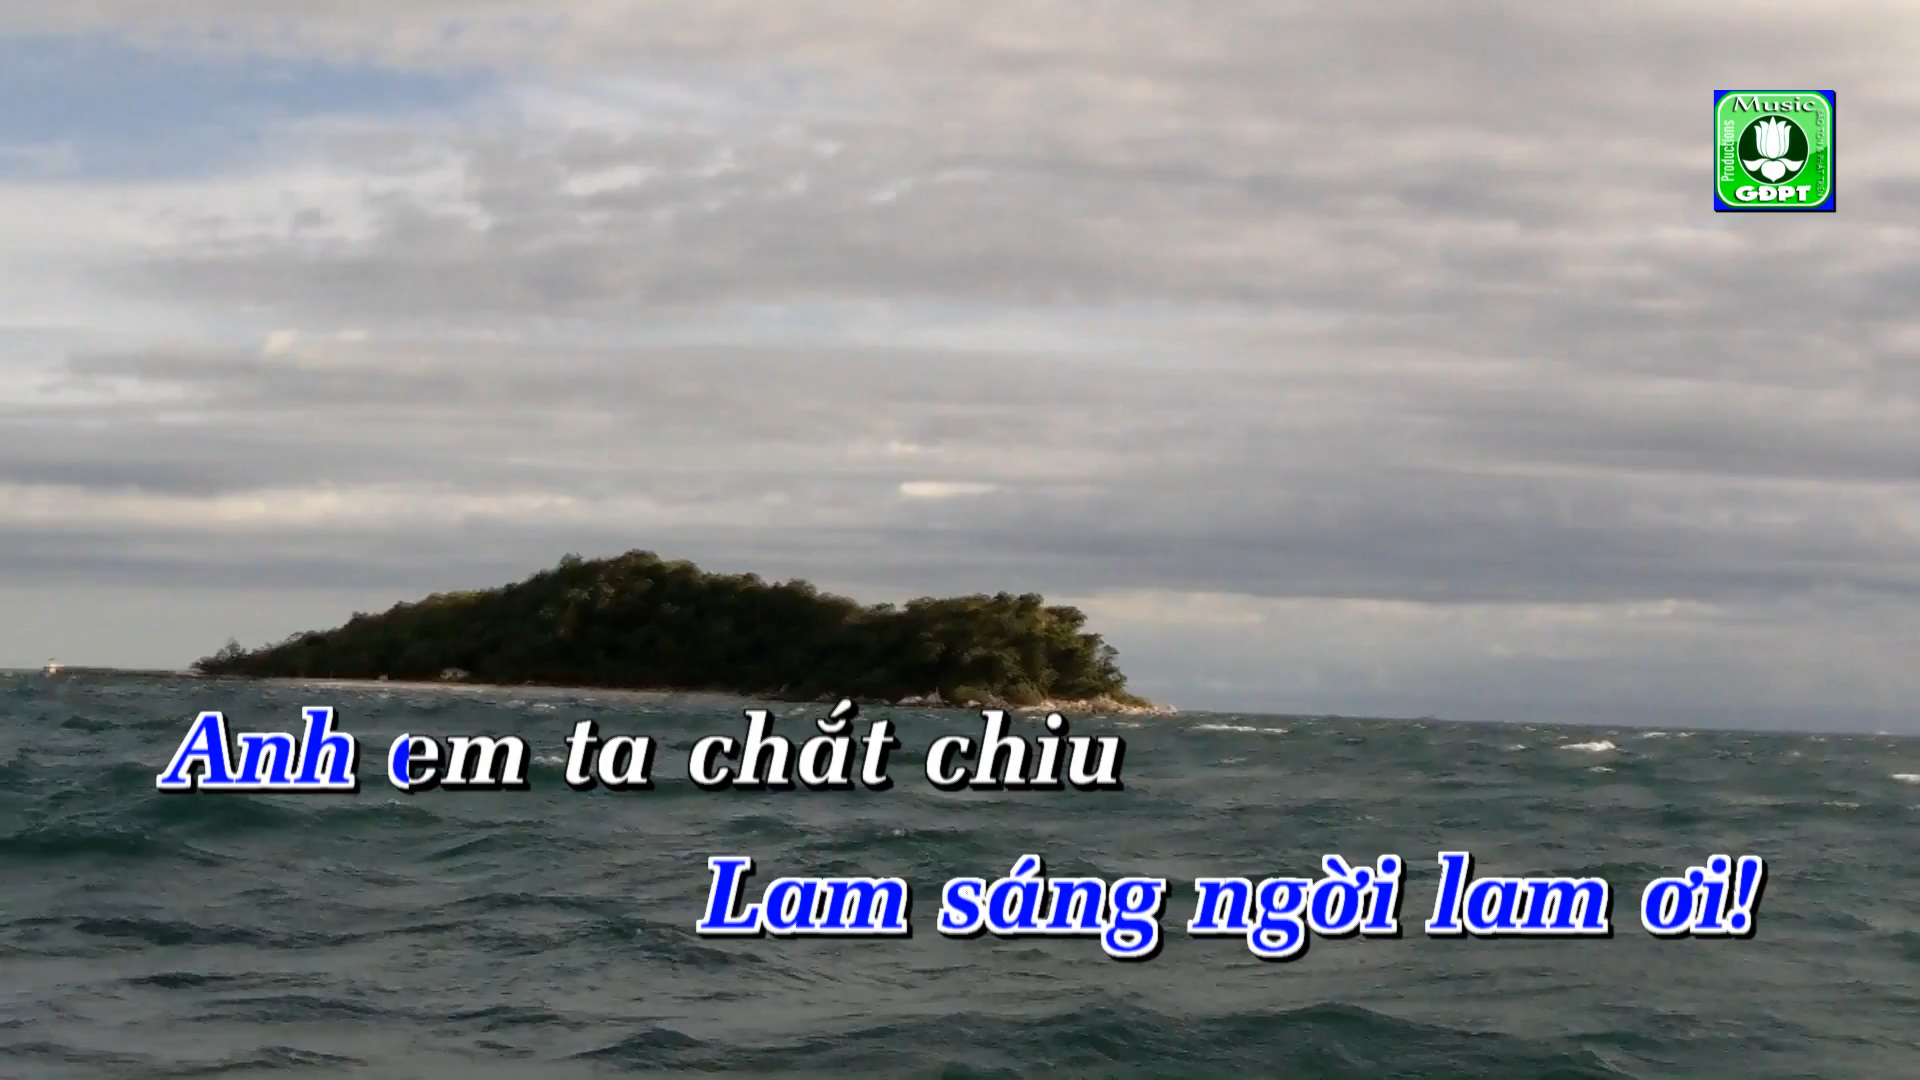 Music
Productions
GĐPT
Anh em ta chắt chiu
Lam sáng ngời lam ơi!